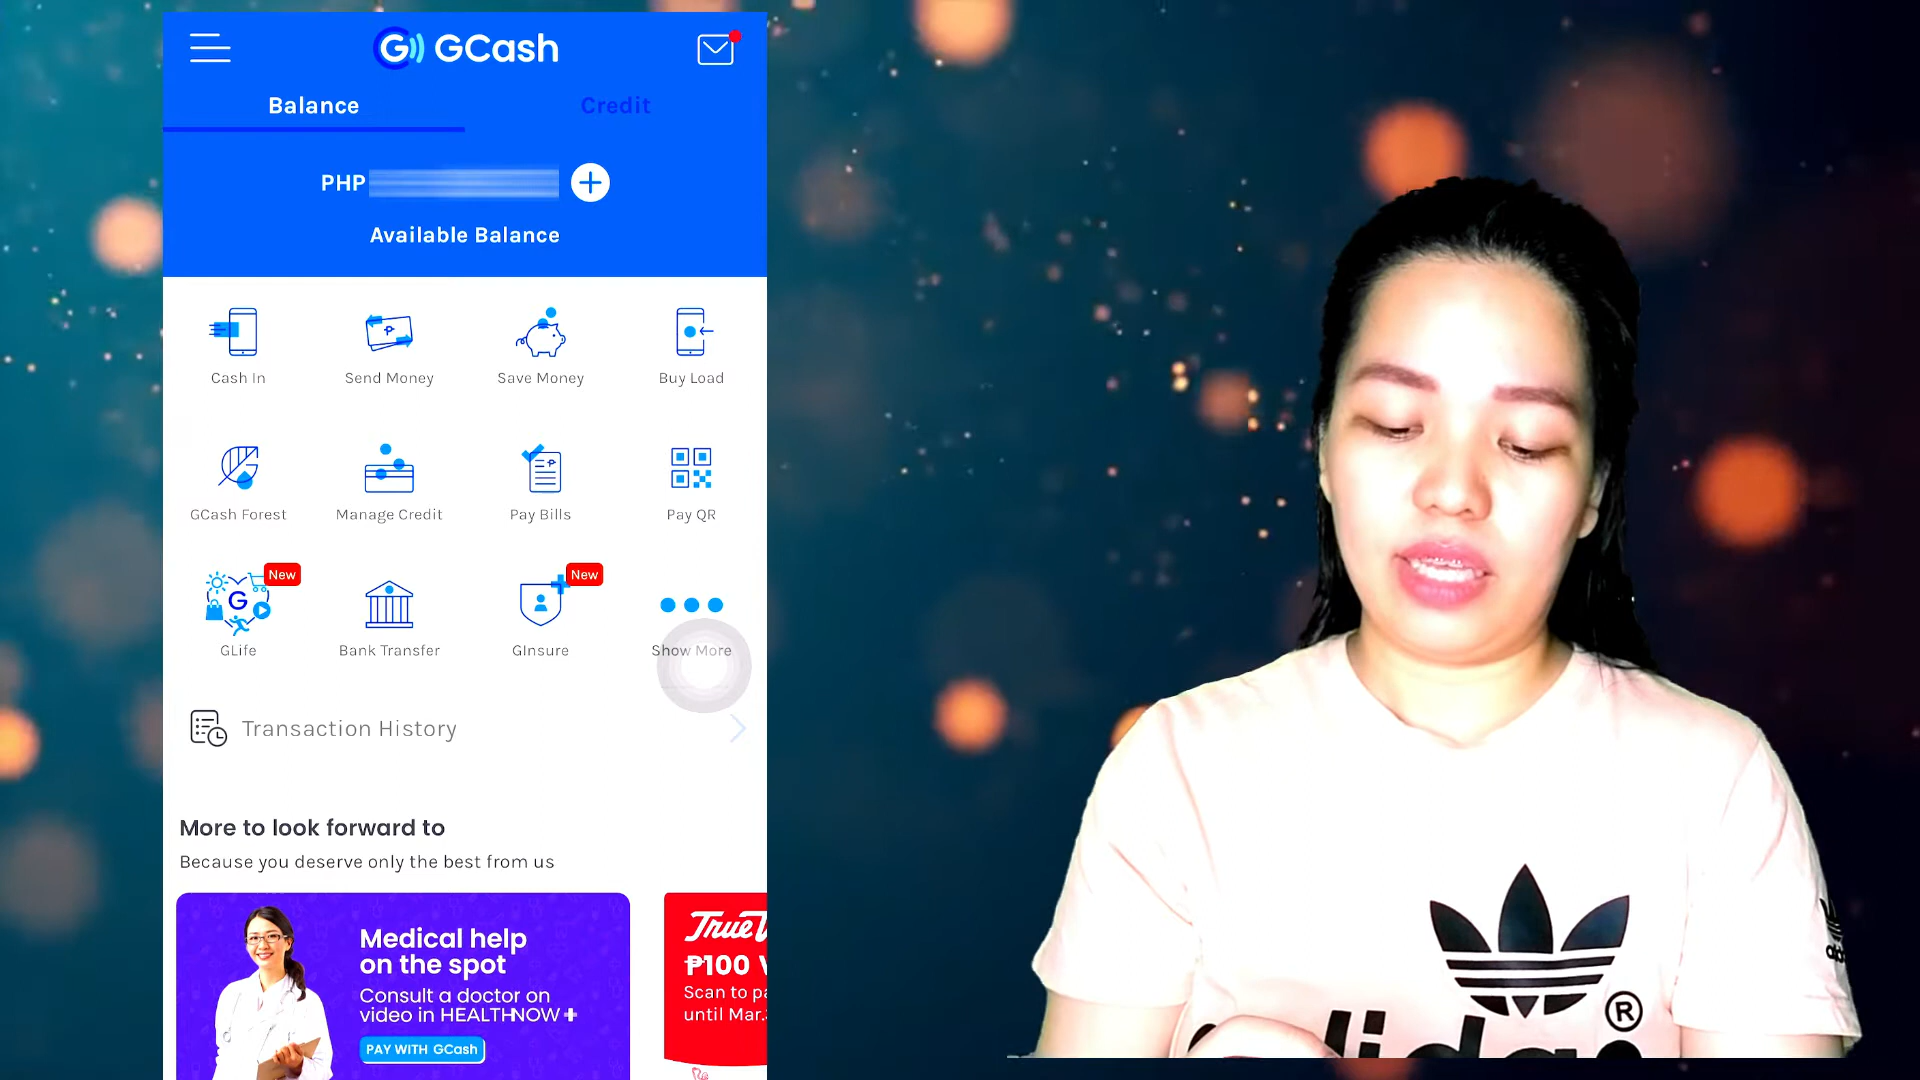 GCash
Balance
Credit
PHP
Available Balance
Cash In
Send Money
Save Money
Buy Load
GCash Forest
Manage Credit
Pay Bills
Pay QR
New
New
GLife
Bank Transfer
GInsure
Show More
Transaction History
More to look forward to
Because you deserve only the best from us
Medical help
on the spot
Consult a doctor on
video in HEALTHNOW
PAY WITH GCash
True
₱100
Scan to
until Mar.
®